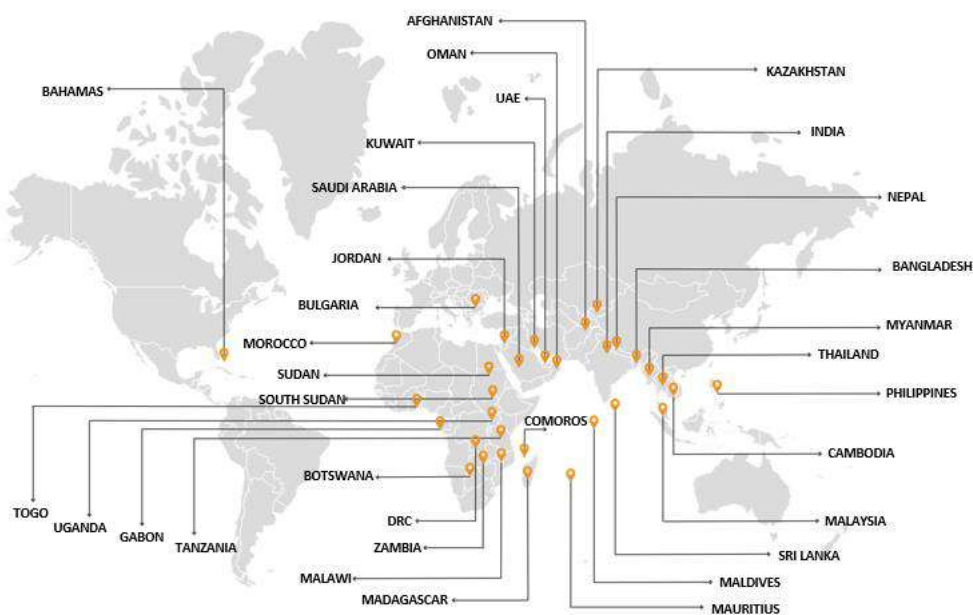 AFGHANISTAN
OMAN
KAZAKHSTAN
BAHAMAS
UAE
INDIA
KUWAIT
SAUDI ARABIA
NEPAL
JORDAN
BANGLADESH
BULGARIA
MYANMAR
MOROCCO
THAILAND
SUDAN
PHILIPPINES
SOUTH SUDAN
COMOROS
CAMBODIA
BOTSWANA
TOGO
DRC
MALAYSIA
UGANDA
GABON
TANZANIA
ZAMBIA
SRI LANKA
MALAWI
MALDIVES
MADAGASCAR
MAURITIUS